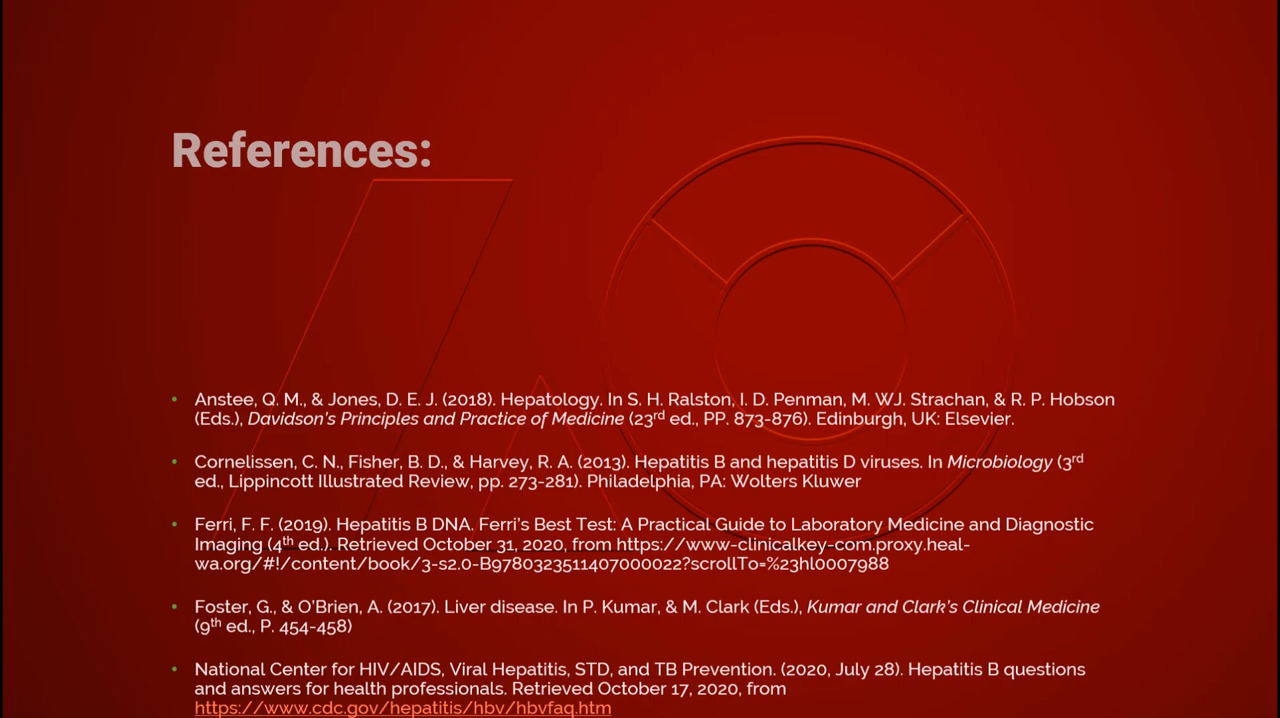 References:
• Anstee, Q. M., & Jones, D. E. J. (2018). Hepatology. In S. H. Ralston, I. D. Penman, M. WJ. Strachan, & R. P. Hobson
(Eds.), Davidson's Principles and Practice of Medicine (23rd ed., PP. 873-876). Edinburgh, UK: Elsevier.
• Cornelissen, C. N., Fisher, B. D., & Harvey, R. A. (2013). Hepatitis B and hepatitis D viruses. In Microbiology (3rd
ed., Lippincott Illustrated Review, pp. 273-281). Philadelphia, PA: Wolters Kluwer
• Ferri, F. F. (2019). Hepatitis B DNA. Ferri's Best Test: A Practical Guide to Laboratory Medicine and Diagnostic
Imaging (4th ed.). Retrieved October 31, 2020, from https://www-clinicalkey-com.proxy.heal-
wa.org/#!/content/book/3-s2.0-B9780323511407000022?scrollTo=%23hl0007988
• Foster, G., & O'Brien, A. (2017). Liver disease. In P. Kumar, & M. Clark (Eds.), Kumar and Clark's Clinical Medicine
(9th ed., P. 454-458)
• National Center for HIV/AIDS, Viral Hepatitis, STD, and TB Prevention. (2020, July 28). Hepatitis B questions
and answers for health professionals. Retrieved October 17, 2020, from
https://www.cdc.gov/hepatitis/hbv/hbvfaq.htm